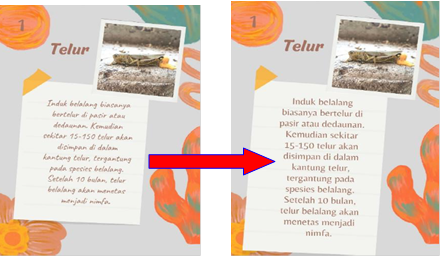 1
Telur
Induk belalang biasanya
bertelur di pasir atau
dedaunan. Kemudian
sekitar 15-150 telur akan
disimpan di dalam
kantung telur, tergantung
pada spesies belalang.
Setelah 10 bulan, telur
belalang akan menetas
menjadi nimfa.
1
Telur
Induk belalang
biasanya bertelur di
pasir atau dedaunan.
Kemudian sekitar
15-150 telur akan
disimpan di dalam
kantung telur,
tergantung pada
spesies belalang.
Setelah 10 bulan,
telur belalang akan
menetas menjadi
nimfa.